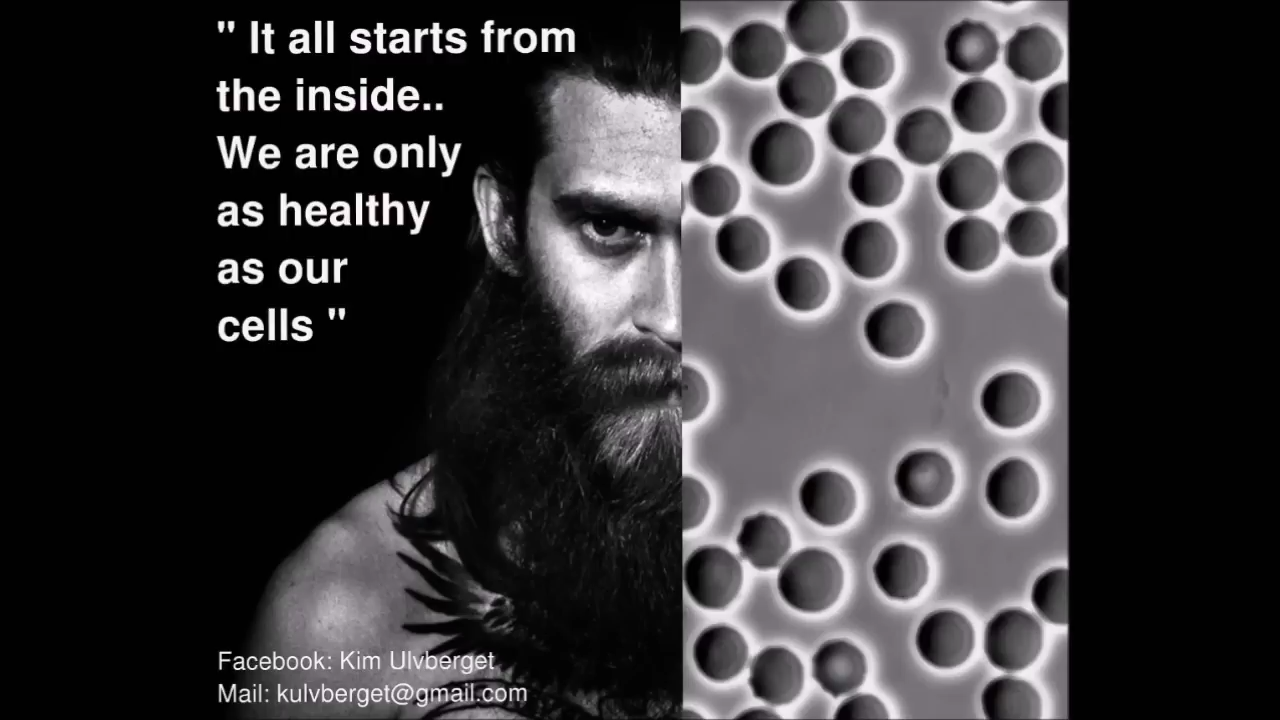 " It all starts from
the inside..
We are only
as healthy
as our
cells "
Facebook: Kim Ulvberget
Mail: kulvberget@gmail.com